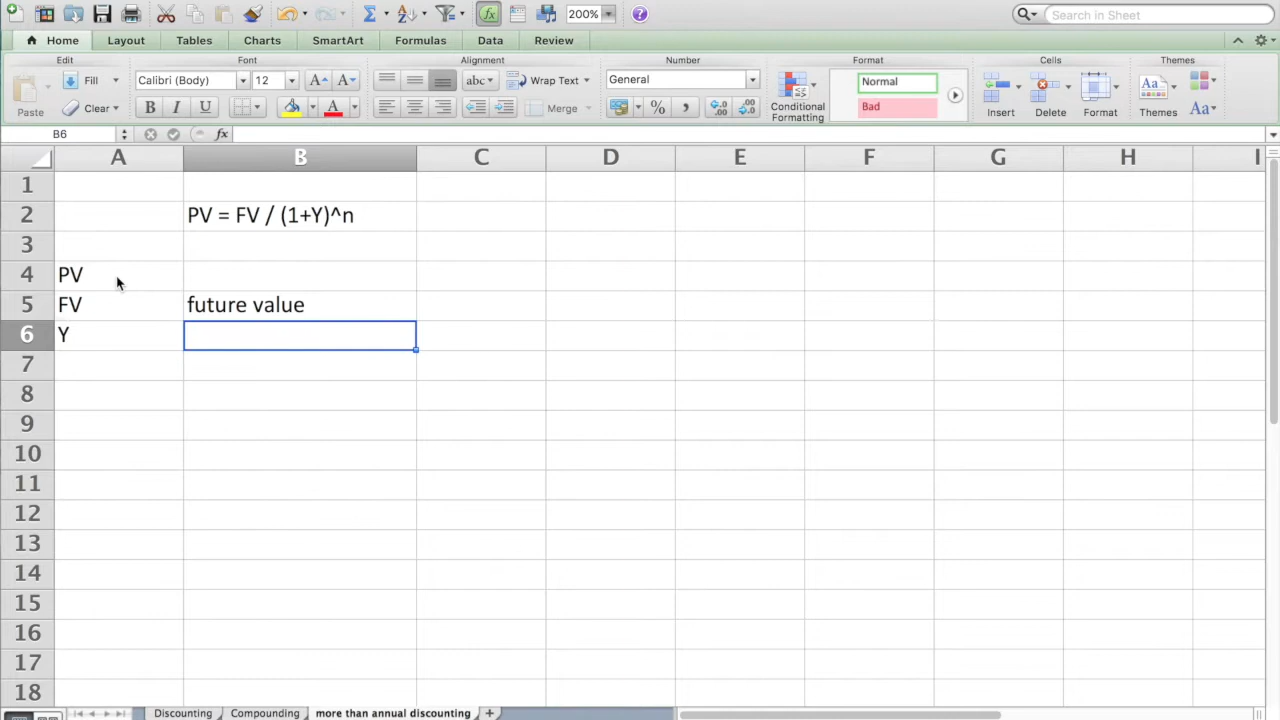 200%
Search in Sheet
Home Layout Tables Charts SmartArt Formulas Data Review
Edit Font Alignment Number Format Cells Themes
Fill Calibri (Body) 12 A A abc Wrap Text General Normal
Paste Clear B I U A Merge % , Conditional Formatting Bad Insert Delete Format Themes Aa
B6 fx
A B C D E F G H I
1
2 PV = FV / (1+Y)^n
3
4 PV
5 FV future value
6 Y
7
8
9
10
11
12
13
14
15
16
17
18
Discounting Compounding more than annual discounting